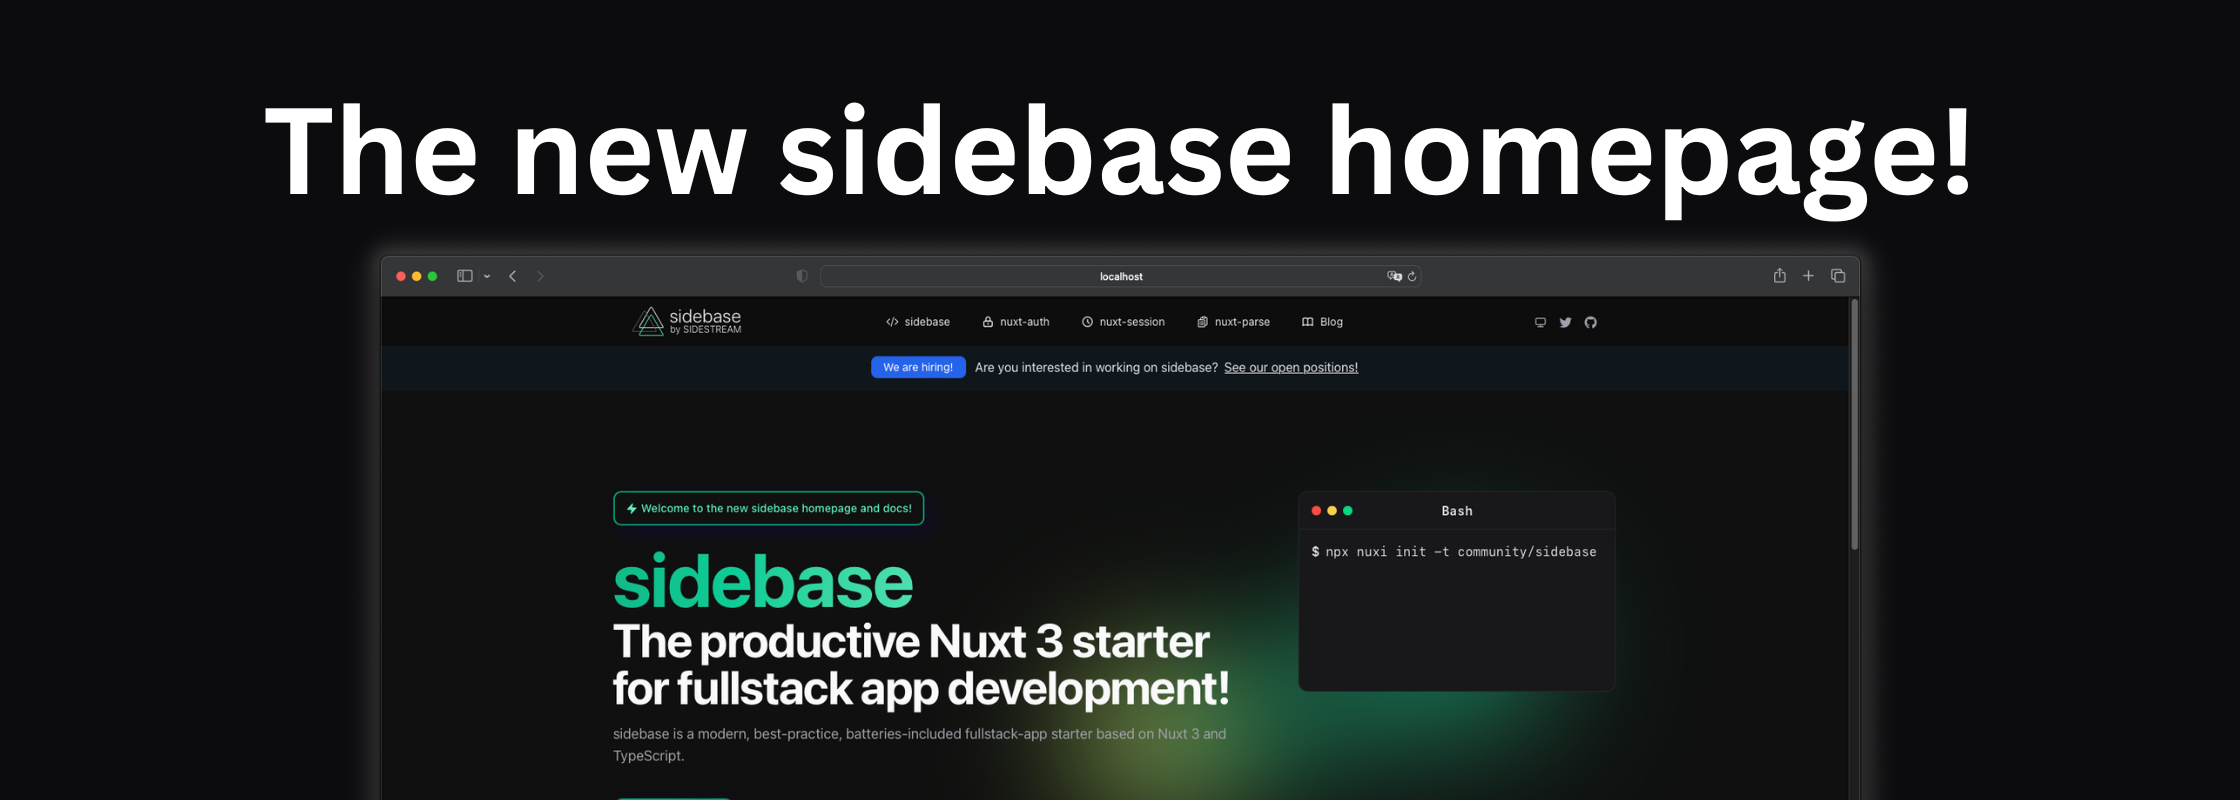 The new sidebase homepage!
localhost
sidebase
by SIDESTREAM
sidebase nuxt-auth nuxt-session nuxt-parse Blog
We are hiring! Are you interested in working on sidebase? See our open positions!
Welcome to the new sidebase homepage and docs!
sidebase
The productive Nuxt 3 starter
for fullstack app development!
sidebase is a modern, best-practice, batteries-included fullstack-app starter based on Nuxt 3 and
TypeScript.
Bash
$ npx nuxi init -t community/sidebase